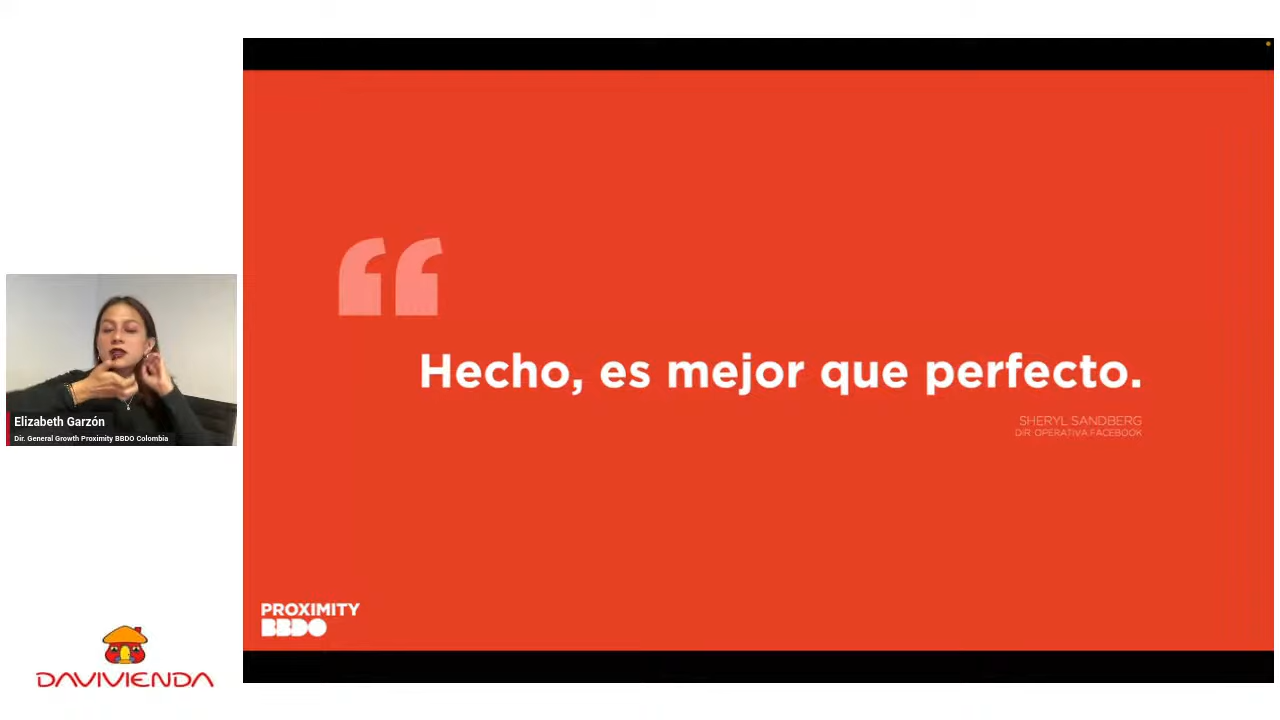 Hecho, es mejor que perfecto.
SHERYL SANDBERG
DIR. OPERATIVA FACEBOOK
Elizabeth Garzón
Dir. General Growth Proximity BBDO Colombia
PROXIMITY
BBDO
DAVIVIENDA